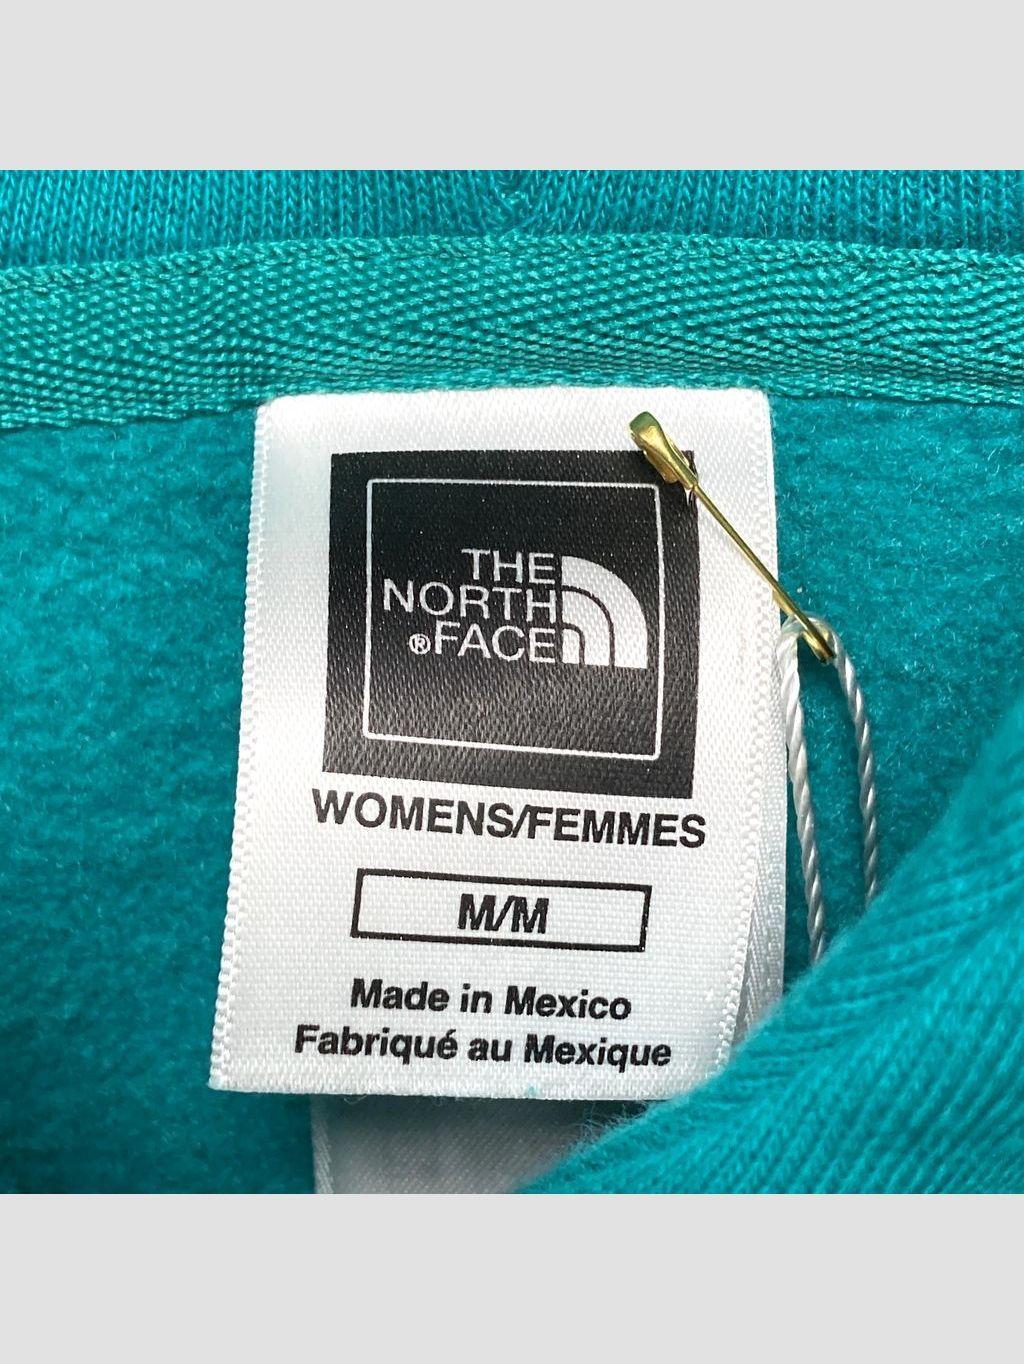 THE
NORTH
®FACE
WOMENS/FEMMES
M/M
Made in Mexico
Fabriqué au Mexique